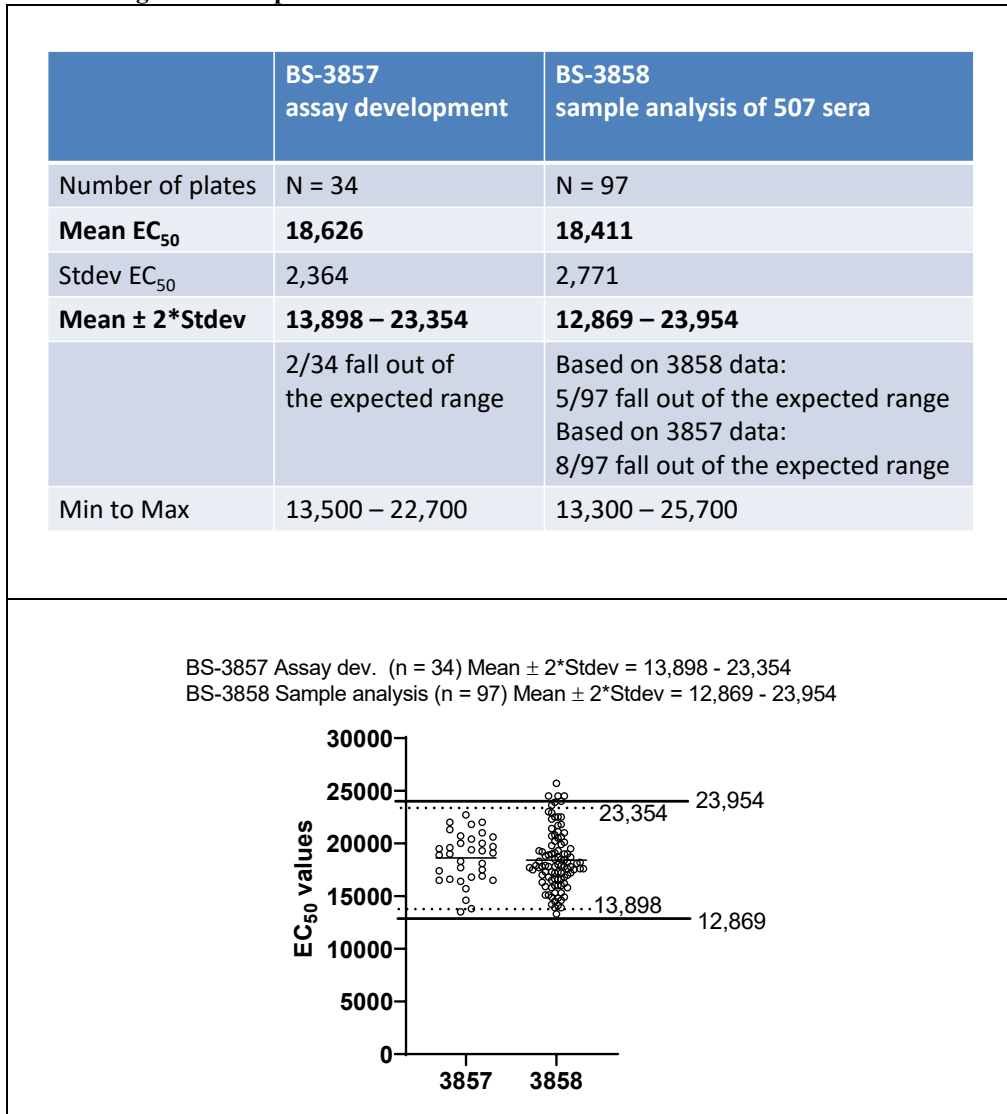 BS-3857
assay development
BS-3858
sample analysis of 507 sera
Number of plates N = 34 N = 97
Mean EC50 18,626 18,411
Stdev EC50 2,364 2,771
Mean ± 2*Stdev 13,898 – 23,354 12,869 – 23,954
2/34 fall out of
the expected range
Based on 3858 data:
5/97 fall out of the expected range
Based on 3857 data:
8/97 fall out of the expected range
Min to Max 13,500 – 22,700 13,300 – 25,700
BS-3857 Assay dev. (n = 34) Mean ± 2*Stdev = 13,898 - 23,354
BS-3858 Sample analysis (n = 97) Mean ± 2*Stdev = 12,869 - 23,954
EC50 values
30000
25000
20000
15000
10000
5000
0
23,954
23,354
13,898
12,869
3857 3858